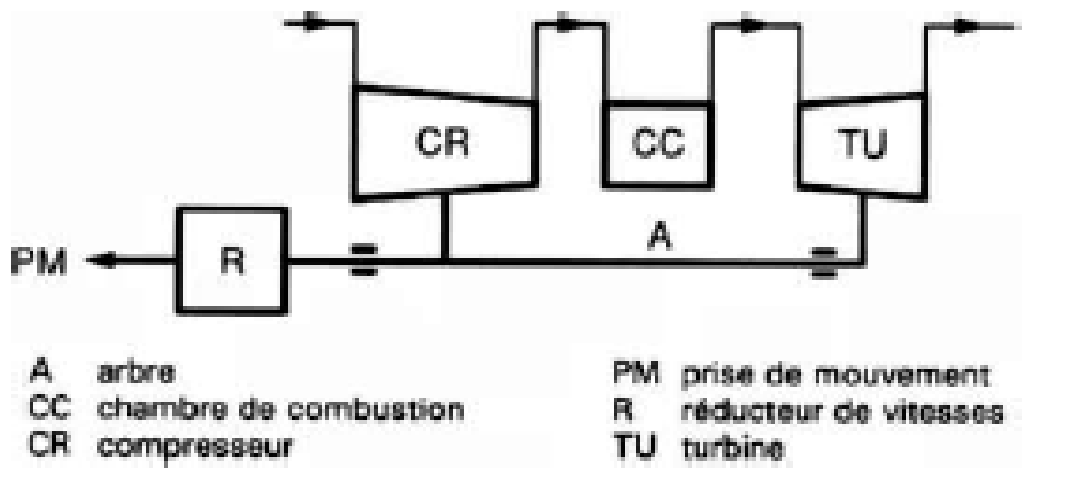 CR
CC
TU
A
PM
R
A arbre
CC chambre de combustion
CR compresseur
PM prise de mouvement
R réducteur de vitesses
TU turbine